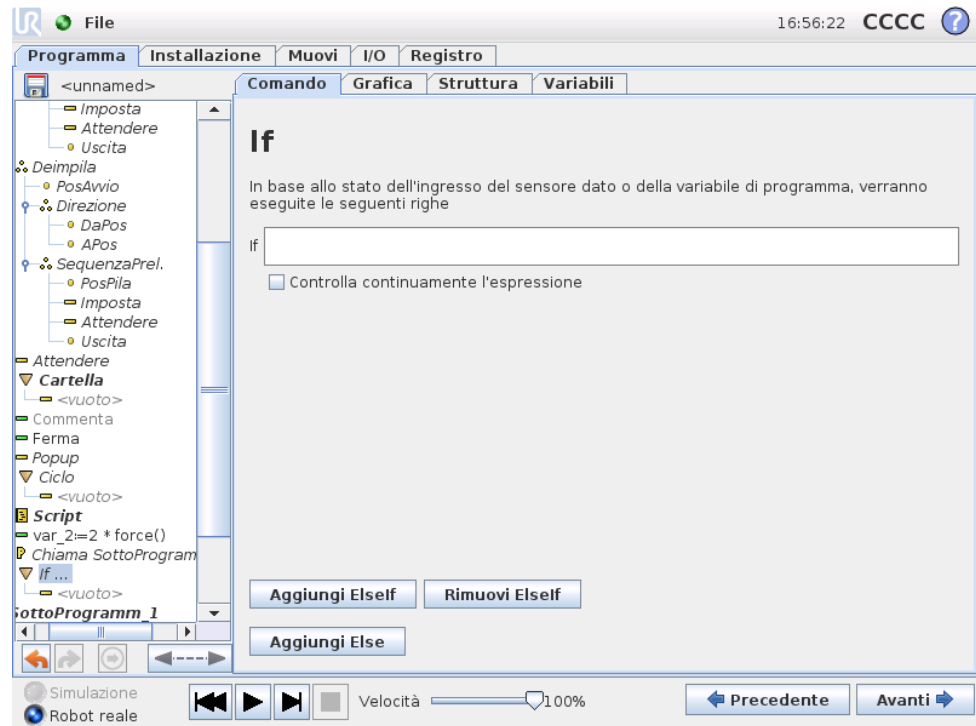 UR File 16:56:22 CCCC ?
Programma Installazione Muovi I/O Registro
<unnamed>
Comando Grafica Struttura Variabili
Imposta
Attendere
Uscita
Deimpila
PosAvvio
Direzione
DaPos
APos
SequenzaPrel.
PosPila
Imposta
Attendere
Uscita
Attendere
Cartella
<vuoto>
Commenta
Ferma
Popup
Ciclo
<vuoto>
Script
var_2:=2 * force()
Chiama SottoProgram
If ...
<vuoto>
SottoProgramm_1
If
In base allo stato dell'ingresso del sensore dato o della variabile di programma, verranno
eseguite le seguenti righe
If
Controlla continuamente l'espressione
Aggiungi ElseIf Rimuovi ElseIf
Aggiungi Else
Simulazione
Robot reale
Velocità 100%
Precedente Avanti